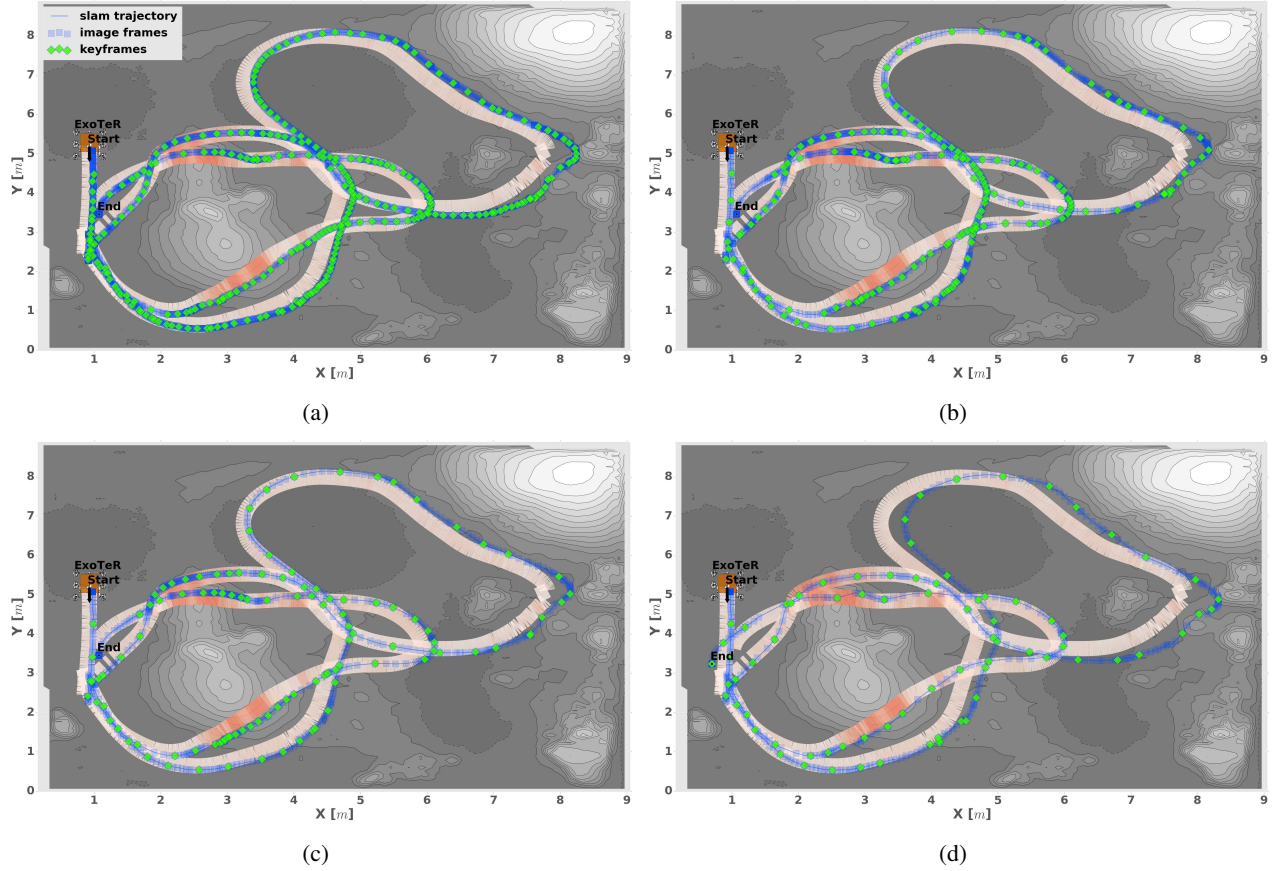 slam trajectory
image frames
keyframes
8
7
6
5
4
3
2
1
0
Y [m]
ExoTeR
Start
End
1 2 3 4 5 6 7 8 9
X [m]
(a)
8
7
6
5
4
3
2
1
0
Y [m]
ExoTeR
Start
End
1 2 3 4 5 6 7 8 9
X [m]
(b)
8
7
6
5
4
3
2
1
0
Y [m]
ExoTeR
Start
End
1 2 3 4 5 6 7 8 9
X [m]
(c)
8
7
6
5
4
3
2
1
0
Y [m]
ExoTeR
Start
End
1 2 3 4 5 6 7 8 9
X [m]
(d)